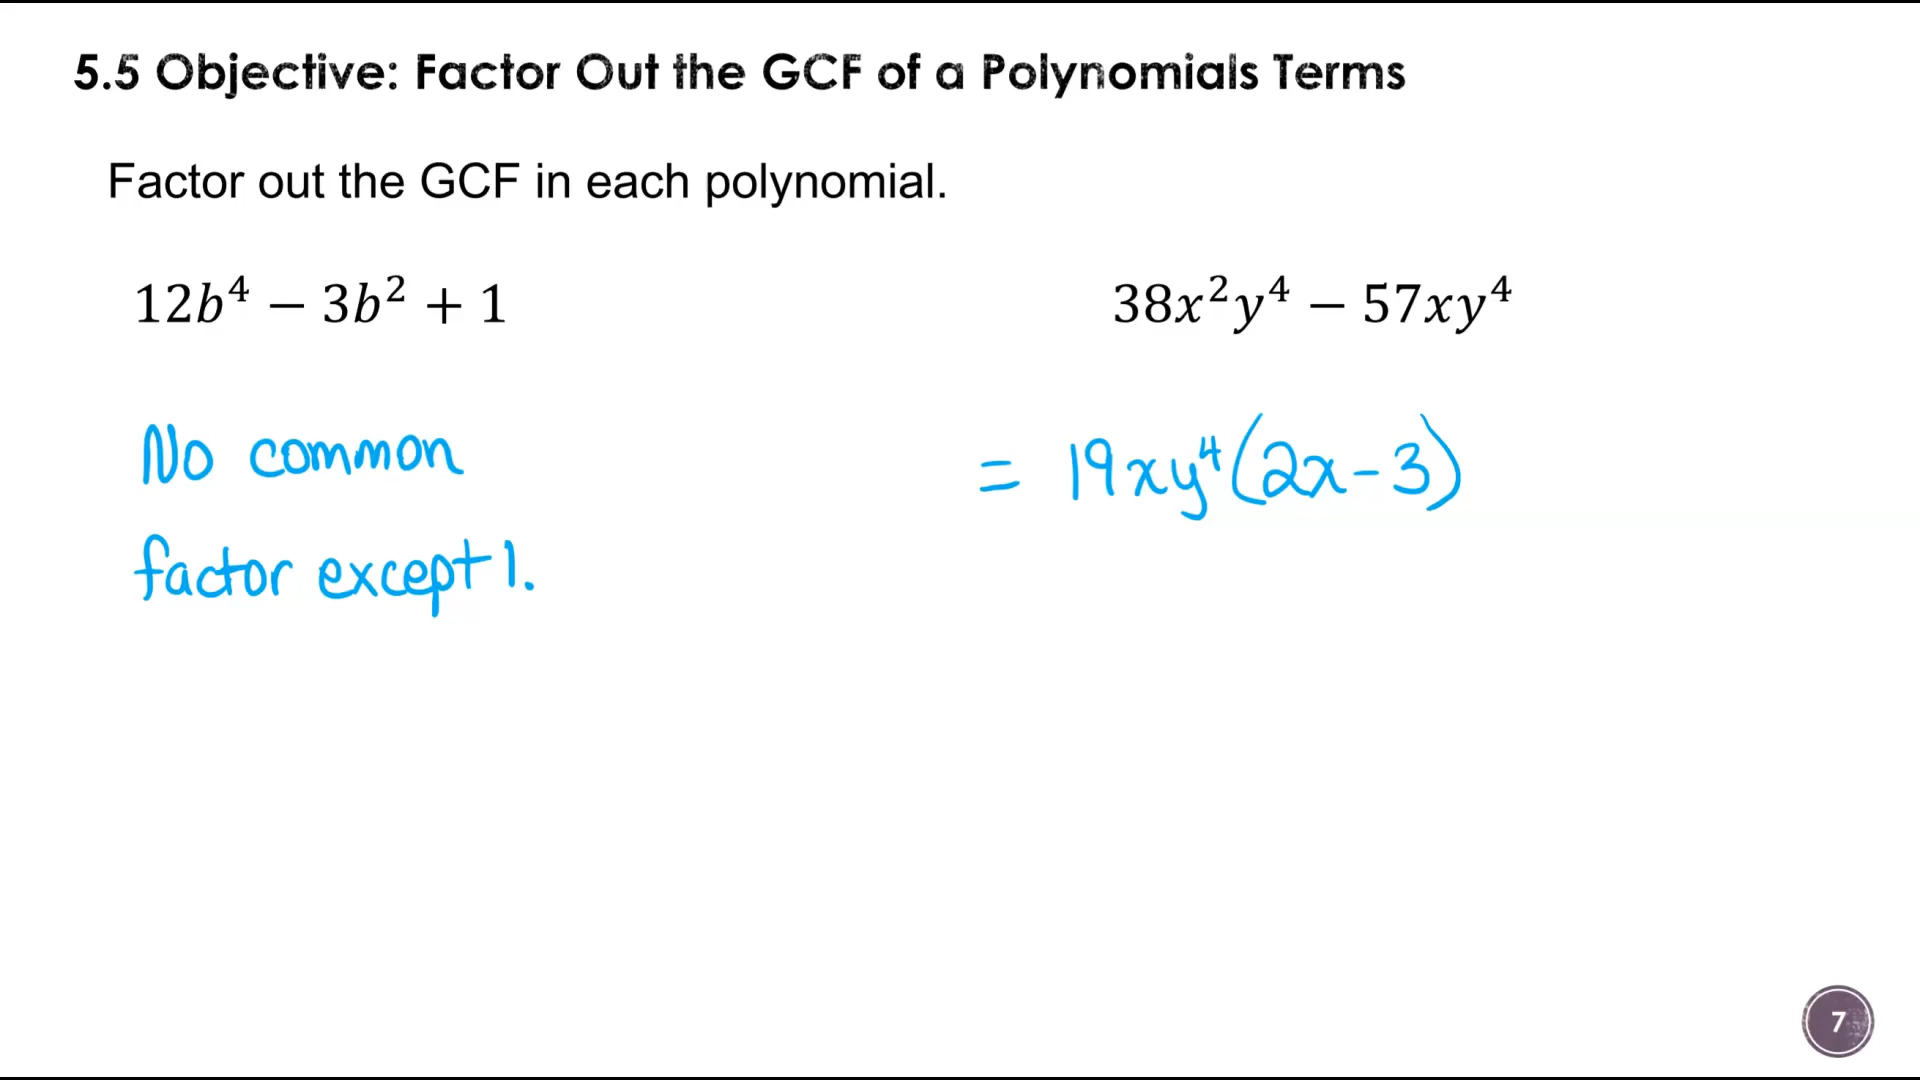 5.5 Objective: Factor Out the GCF of a Polynomials Terms
Factor out the GCF in each polynomial.
12b⁴ − 3b² + 1
No common
factor except 1.
38x²y⁴ − 57xy⁴
= 19xy⁴(2x-3)
7